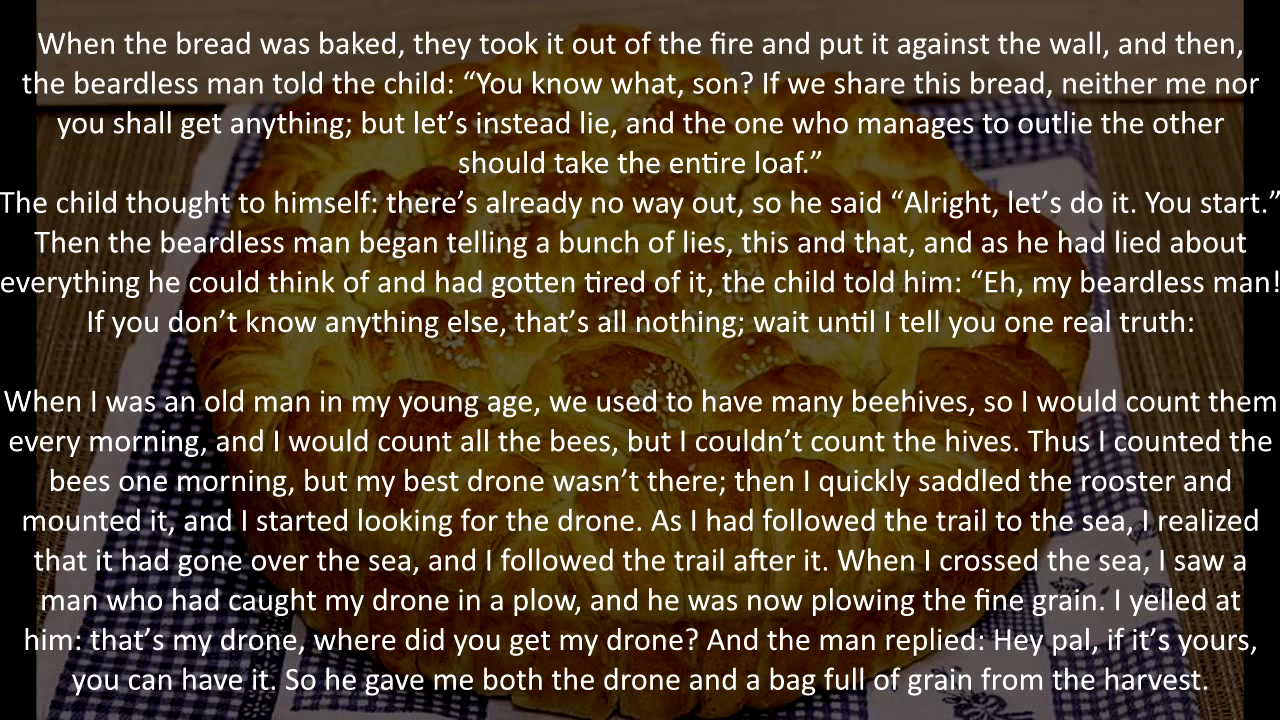 When the bread was baked, they took it out of the fire and put it against the wall, and then,
the beardless man told the child: “You know what, son? If we share this bread, neither me nor
you shall get anything; but let’s instead lie, and the one who manages to outlie the other
should take the entire loaf.”
The child thought to himself: there’s already no way out, so he said “Alright, let’s do it. You start.”
Then the beardless man began telling a bunch of lies, this and that, and as he had lied about
everything he could think of and had gotten tired of it, the child told him: “Eh, my beardless man!
If you don’t know anything else, that’s all nothing; wait until I tell you one real truth:
When I was an old man in my young age, we used to have many beehives, so I would count them
every morning, and I would count all the bees, but I couldn’t count the hives. Thus I counted the
bees one morning, but my best drone wasn’t there; then I quickly saddled the rooster and
mounted it, and I started looking for the drone. As I had followed the trail to the sea, I realized
that it had gone over the sea, and I followed the trail after it. When I crossed the sea, I saw a
man who had caught my drone in a plow, and he was now plowing the fine grain. I yelled at
him: that’s my drone, where did you get my drone? And the man replied: Hey pal, if it’s yours,
you can have it. So he gave me both the drone and a bag full of grain from the harvest.